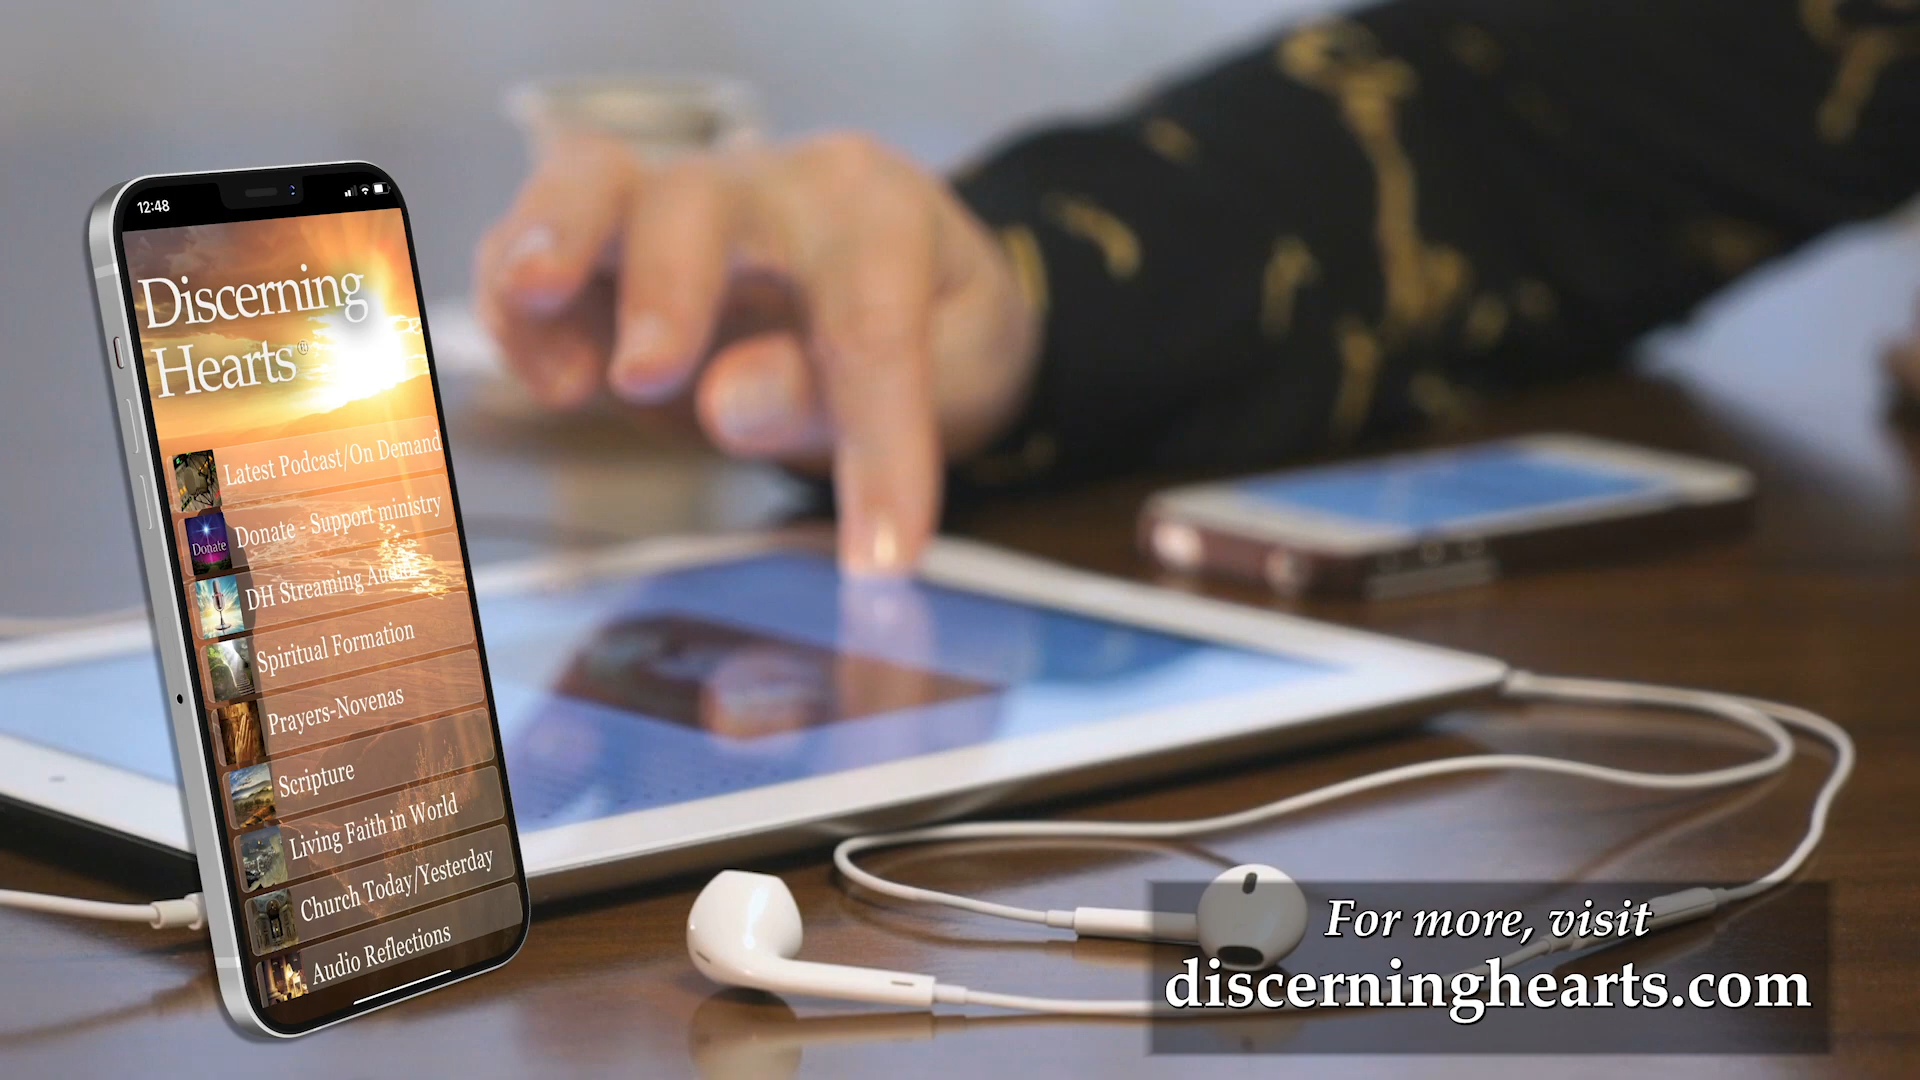 12:48
Discerning
Hearts®
Latest Podcast/On Demand
Donate
Donate - Support ministry
DH Streaming Audio
Spiritual Formation
Prayers-Novenas
Scripture
Living Faith in World
Church Today/Yesterday
Audio Reflections
For more, visit
discerninghearts.com